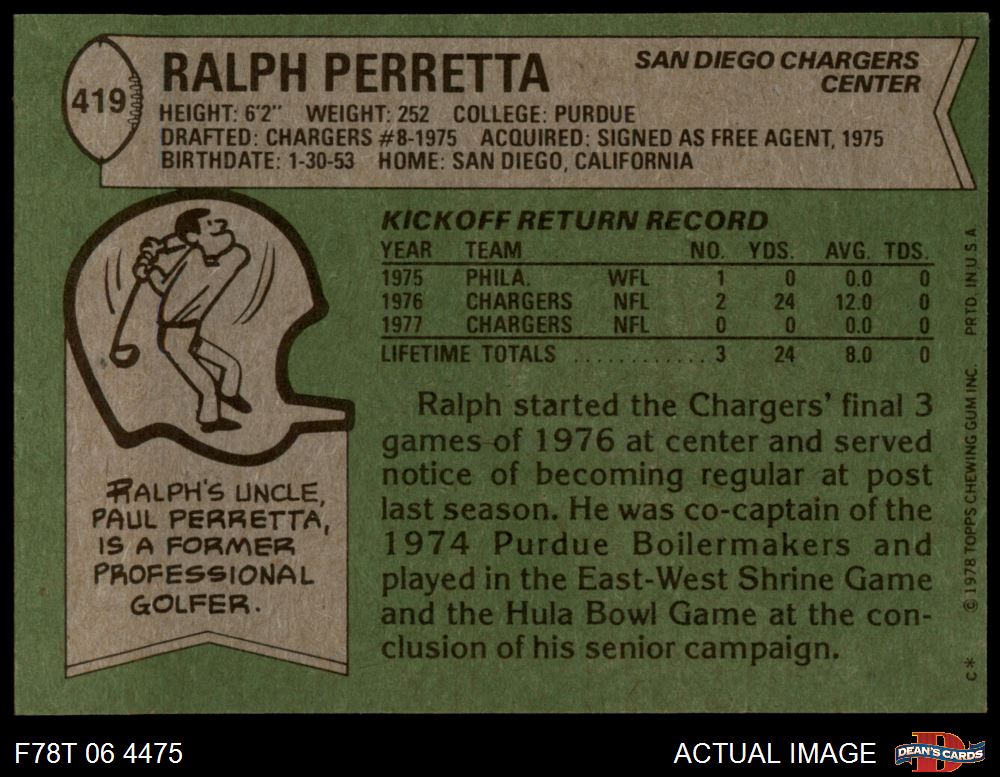 419
RALPH PERRETTA
SAN DIEGO CHARGERS
CENTER
HEIGHT: 6'2" WEIGHT: 252 COLLEGE: PURDUE
DRAFTED: CHARGERS #8-1975 ACQUIRED: SIGNED AS FREE AGENT, 1975
BIRTHDATE: 1-30-53 HOME: SAN DIEGO, CALIFORNIA
KICKOFF RETURN RECORD
YEAR TEAM NO. YDS. AVG. TDS.
1975 PHILA. WFL 1 0 0.0 0
1976 CHARGERS NFL 2 24 12.0 0
1977 CHARGERS NFL 0 0 0.0 0
LIFETIME TOTALS ............ 3 24 8.0 0
Ralph started the Chargers' final 3
games of 1976 at center and served
notice of becoming regular at post
last season. He was co-captain of the
1974 Purdue Boilermakers and
played in the East-West Shrine Game
and the Hula Bowl Game at the con-
clusion of his senior campaign.
RALPH'S UNCLE,
PAUL PERRETTA,
IS A FORMER
PROFESSIONAL
GOLFER.
C* © 1978 TOPPS CHEWING GUM INC. PRTD. IN U S A
F78T 06 4475
ACTUAL IMAGE
D
DEAN'S CARDS